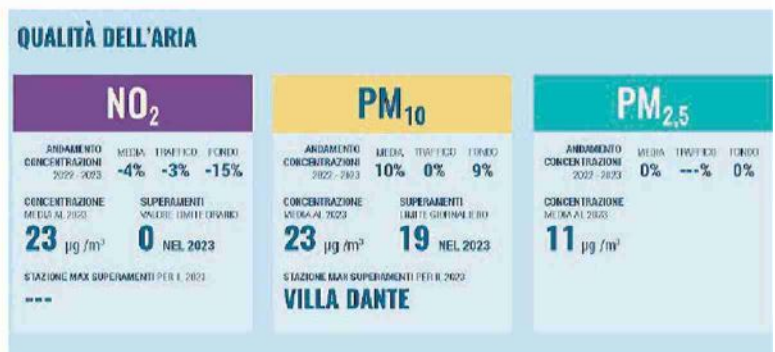 QUALITÀ DELL'ARIA
NO2
ANDAMENTO CONCENTRAZIONI 2022 - 2023
MEDIA TRAFFICO FONDO
-4% -3% -15%
CONCENTRAZIONE MEDIA AL 2023
23 µg /m³
SUPERAMENTI VALORE LIMITE ORARIO
0 NEL 2023
STAZIONE MAX SUPERAMENTI PER IL 2023
---
PM10
ANDAMENTO CONCENTRAZIONI 2022 - 2023
MEDIA TRAFFICO FONDO
10% 0% 9%
CONCENTRAZIONE MEDIA AL 2023
23 µg /m³
SUPERAMENTI LIMITE GIORNALIERO
19 NEL 2023
STAZIONE MAX SUPERAMENTI PER IL 2023
VILLA DANTE
PM2,5
ANDAMENTO CONCENTRAZIONI 2022 - 2023
MEDIA TRAFFICO FONDO
0% ---% 0%
CONCENTRAZIONE MEDIA AL 2023
11 µg /m³